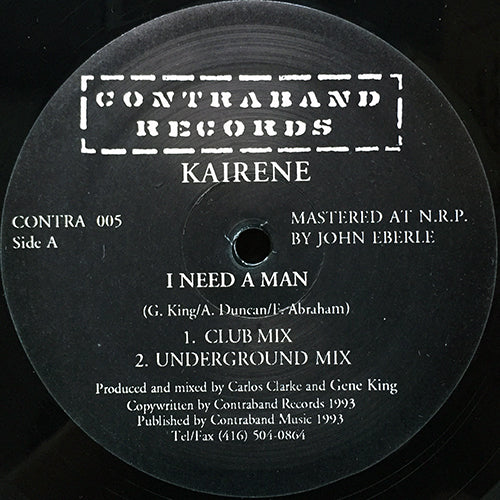 CONTRABAND
RECORDS
KAIRENE
CONTRA 005
Side A
MASTERED AT N.R.P.
BY JOHN EBERLE
I NEED A MAN
(G. King/A. Duncan/F. Abraham)
1. CLUB MIX
2. UNDERGROUND MIX
Produced and mixed by Carlos Clarke and Gene King
Copywritten by Contraband Records 1993
Published by Contraband Music 1993
Tel/Fax (416) 504-0864